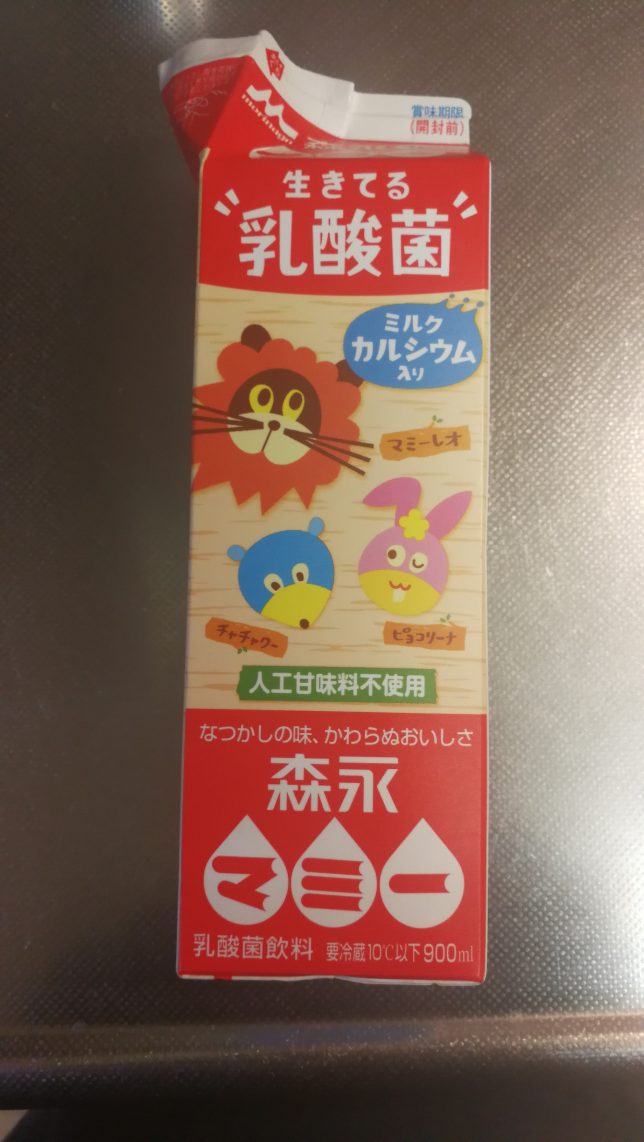 morinaga
賞味期限
(開封前)
生きてる
乳酸菌
ミルク
カルシウム
入り
マミーレオ
チャチャクー
ピョコリーナ
人工甘味料不使用
なつかしの味、かわらぬおいしさ
森永
マミー
乳酸菌飲料 要冷蔵10℃以下900ml